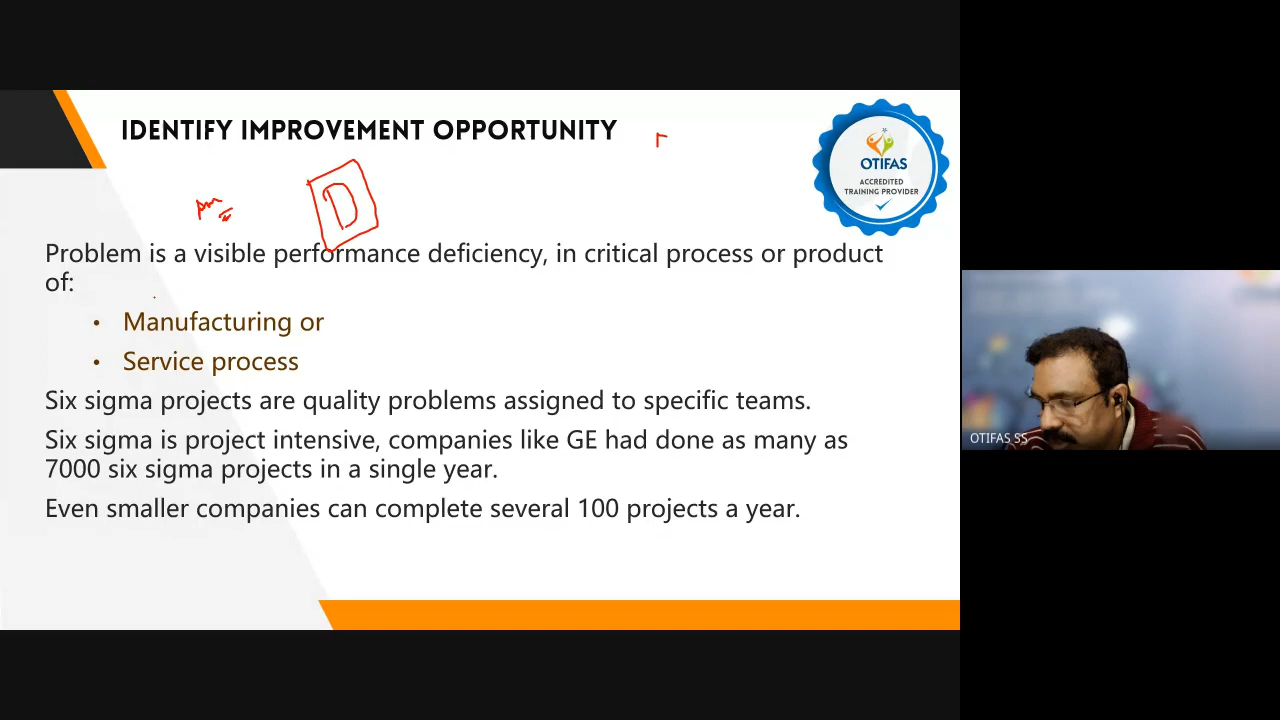 IDENTIFY IMPROVEMENT OPPORTUNITY
OTIFAS
ACCREDITED
TRAINING PROVIDER
D
Problem is a visible performance deficiency, in critical process or product
of:
• Manufacturing or
• Service process
Six sigma projects are quality problems assigned to specific teams.
Six sigma is project intensive, companies like GE had done as many as
7000 six sigma projects in a single year.
Even smaller companies can complete several 100 projects a year.
OTIFAS SS